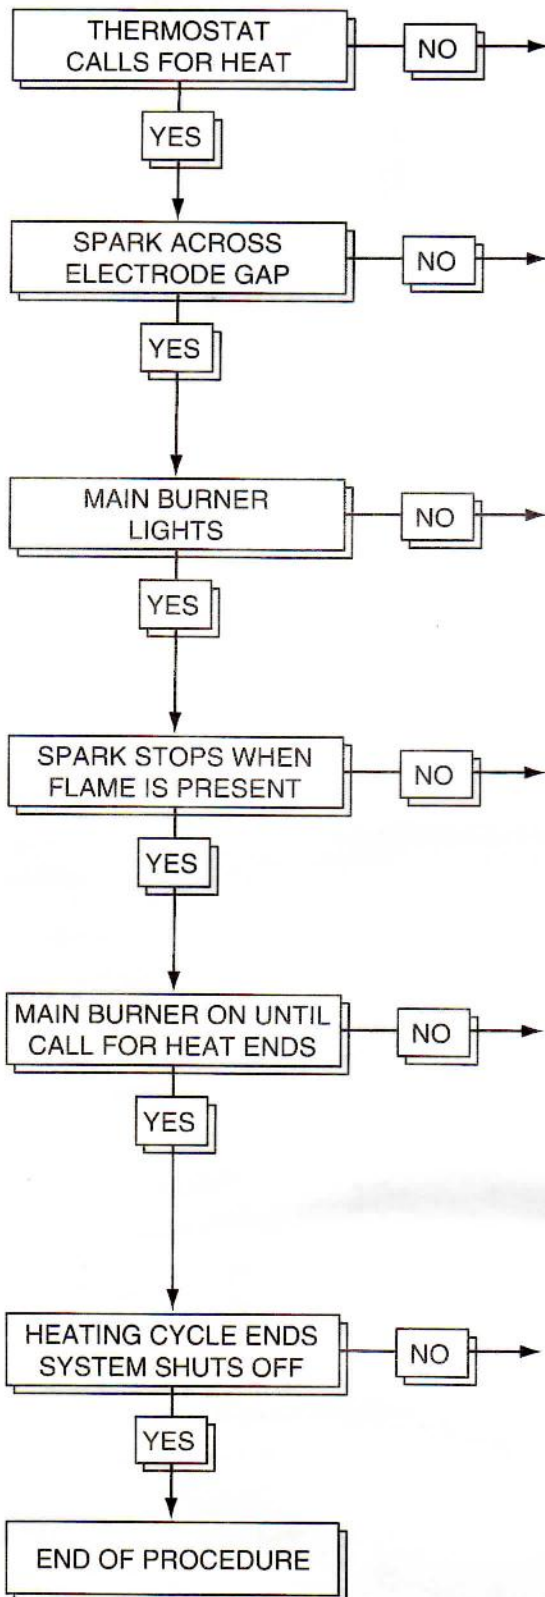 THERMOSTAT
CALLS FOR HEAT
NO
YES
SPARK ACROSS
ELECTRODE GAP
NO
YES
MAIN BURNER
LIGHTS
NO
YES
SPARK STOPS WHEN
FLAME IS PRESENT
NO
YES
MAIN BURNER ON UNTIL
CALL FOR HEAT ENDS
NO
YES
HEATING CYCLE ENDS
SYSTEM SHUTS OFF
NO
YES
END OF PROCEDURE